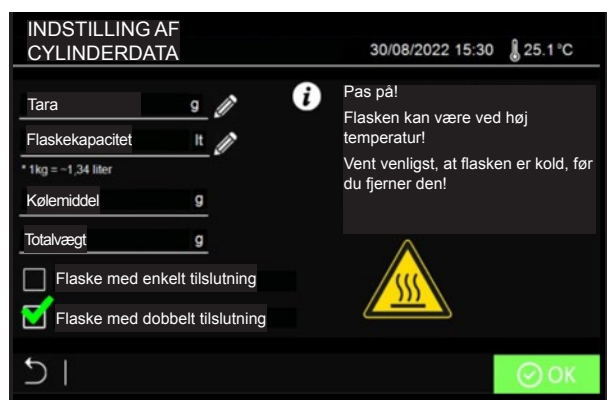 INDSTILLING AF
CYLINDERDATA
30/08/2022 15:30 25.1°C
Tara g
Flaskekapacitet lt
* 1kg = ~1,34 liter
Kølemiddel g
Totalvægt g
Flaske med enkelt tilslutning
Flaske med dobbelt tilslutning
i
Pas på!
Flasken kan være ved høj
temperatur!
Vent venligst, at flasken er kold, før
du fjerner den!
OK